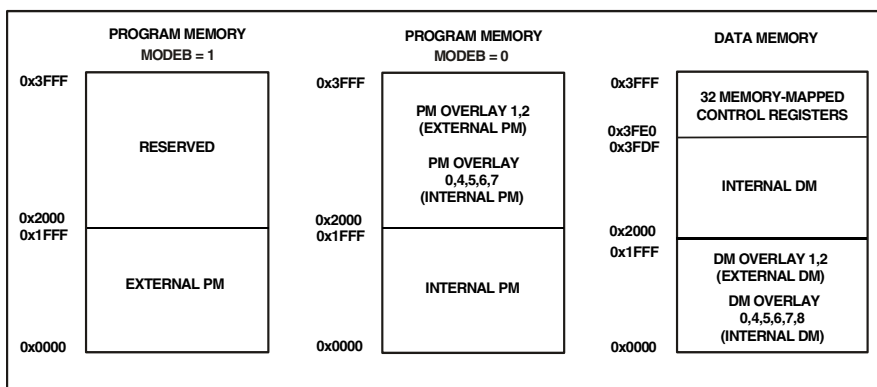 PROGRAM MEMORY
MODEB = 1
0x3FFF
RESERVED
0x2000
0x1FFF
EXTERNAL PM
0x0000
PROGRAM MEMORY
MODEB = 0
0x3FFF
PM OVERLAY 1,2
(EXTERNAL PM)
PM OVERLAY
0,4,5,6,7
(INTERNAL PM)
0x2000
0x1FFF
INTERNAL PM
0x0000
DATA MEMORY
0x3FFF
32 MEMORY-MAPPED
CONTROL REGISTERS
0x3FE0
0x3FDF
INTERNAL DM
0x2000
0x1FFF
DM OVERLAY 1,2
(EXTERNAL DM)
DM OVERLAY
0,4,5,6,7,8
(INTERNAL DM)
0x0000